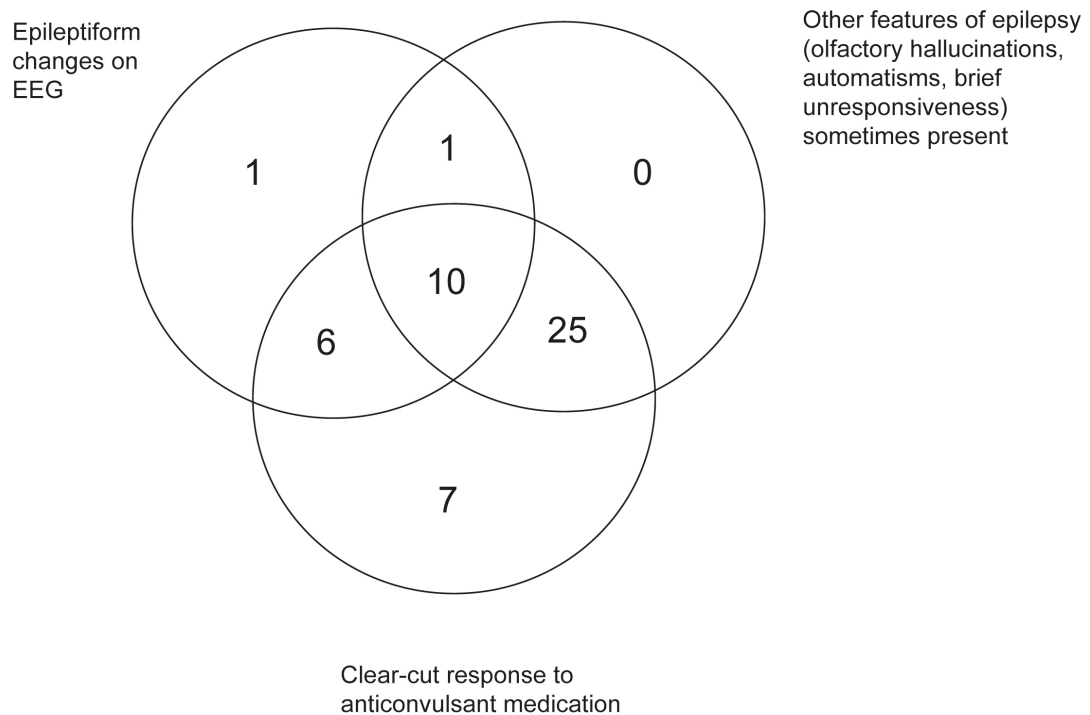 Epileptiform
changes on
EEG
Other features of epilepsy
(olfactory hallucinations,
automatisms, brief
unresponsiveness)
sometimes present
1
1
0
10
6
25
7
Clear-cut response to
anticonvulsant medication